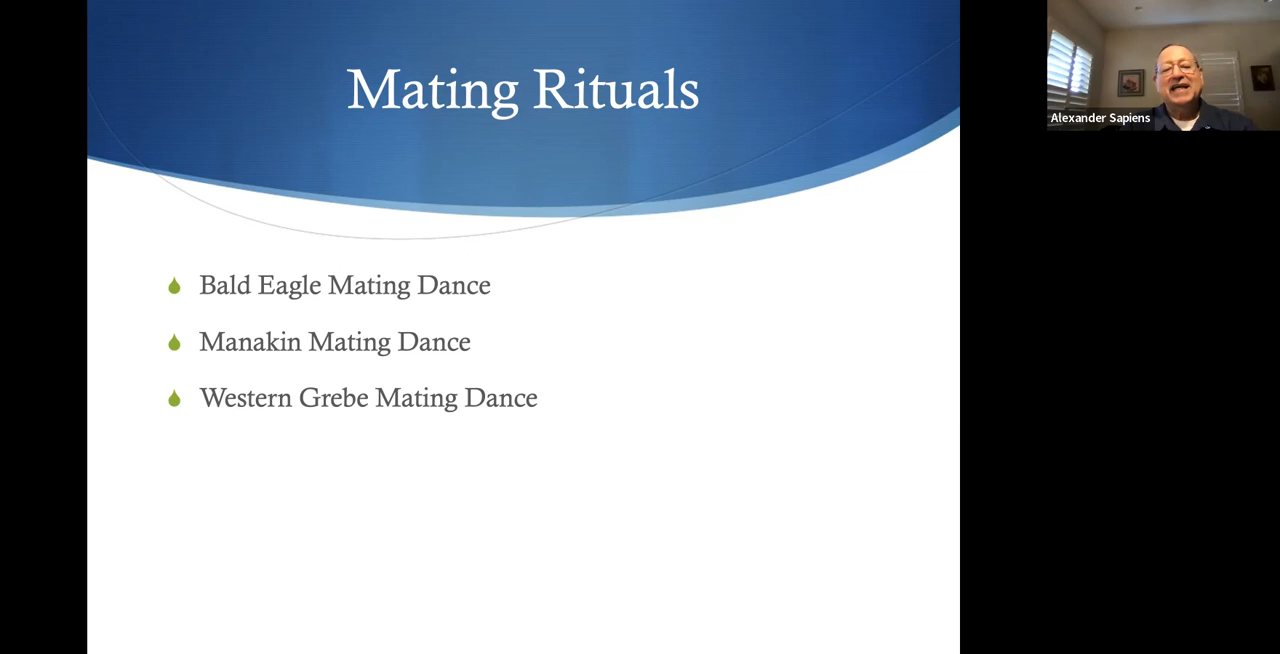 Mating Rituals
Alexander Sapiens
Bald Eagle Mating Dance
Manakin Mating Dance
Western Grebe Mating Dance